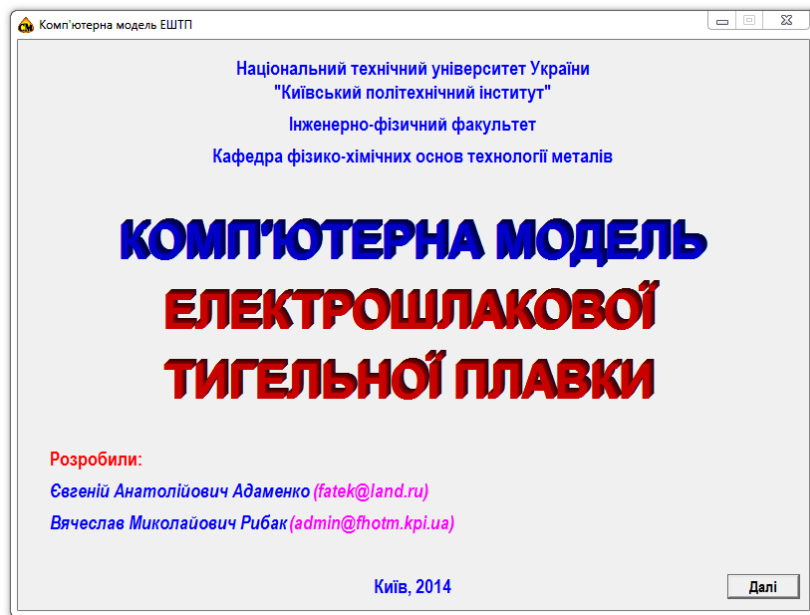 Комп'ютерна модель ЕШТП
Національний технічний університет України
"Київський політехнічний інститут"
Інженерно-фізичний факультет
Кафедра фізико-хімічних основ технології металів
КОМП'ЮТЕРНА МОДЕЛЬ
ЕЛЕКТРОШЛАКОВОЇ
ТИГЕЛЬНОЇ ПЛАВКИ
Розробили:
Євгеній Анатолійович Адаменко (fatek@land.ru)
Вячеслав Миколайович Рибак (admin@fhotm.kpi.ua)
Київ, 2014
Далі